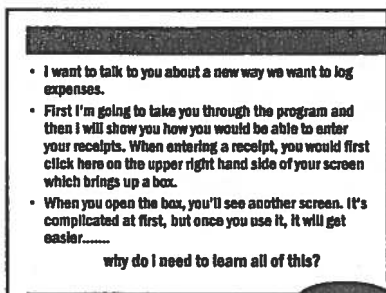 • I want to talk to you about a new way we want to log
expenses.
• First I'm going to take you through the program and
then I will show you how you would be able to enter
your receipts. When entering a receipt, you would first
click here on the upper right hand side of your screen
which brings up a box.
• When you open the box, you'll see another screen. It's
complicated at first, but once you use it, it will get
easier.......
why do I need to learn all of this?